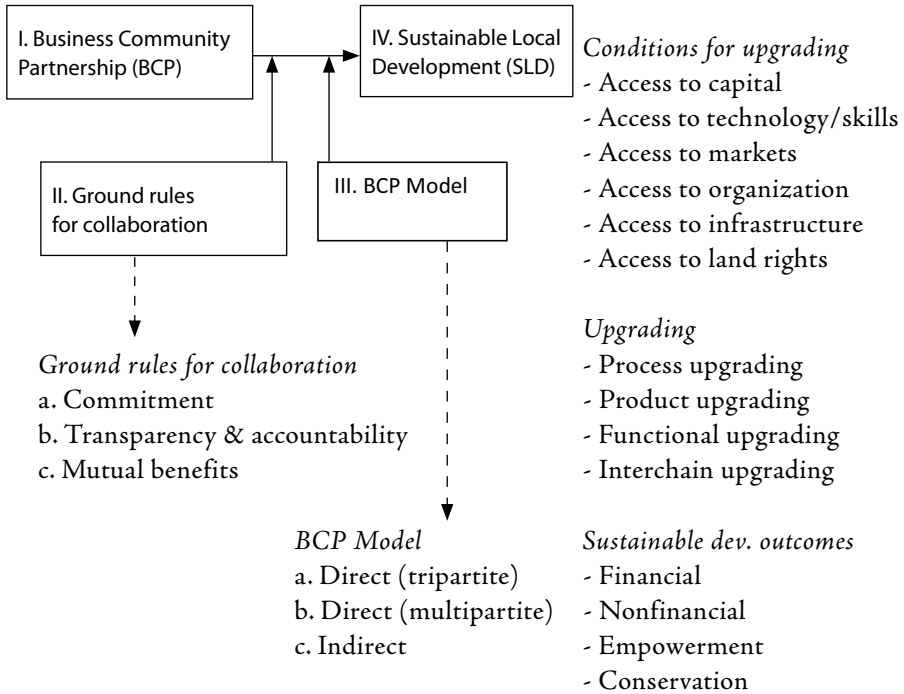 I. Business Community
Partnership (BCP)
IV. Sustainable Local
Development (SLD)
II. Ground rules
for collaboration
III. BCP Model
Ground rules for collaboration
a. Commitment
b. Transparency & accountability
c. Mutual benefits
BCP Model
a. Direct (tripartite)
b. Direct (multipartite)
c. Indirect
Conditions for upgrading
- Access to capital
- Access to technology/skills
- Access to markets
- Access to organization
- Access to infrastructure
- Access to land rights
Upgrading
- Process upgrading
- Product upgrading
- Functional upgrading
- Interchain upgrading
Sustainable dev. outcomes
- Financial
- Nonfinancial
- Empowerment
- Conservation